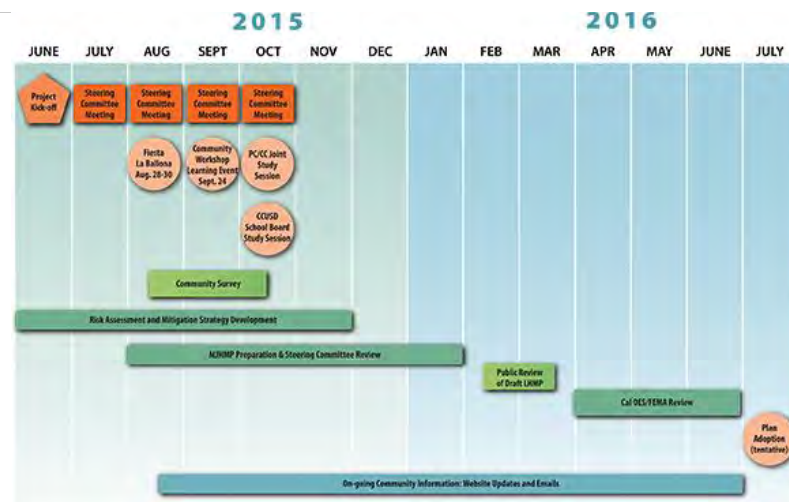 2015
2016
JUNE JULY AUG SEPT OCT NOV DEC JAN FEB MAR APR MAY JUNE JULY
Project
Kick-off
Steering
Committee
Meeting
Steering
Committee
Meeting
Steering
Committee
Meeting
Steering
Committee
Meeting
Fiesta
La Ballona
Aug. 28-30
Community
Workshop
Learning Event
Sept. 24
PC/CC Joint
Study
Session
CCUSD
School Board
Study Session
Community Survey
Risk Assessment and Mitigation Strategy Development
MJHMP Preparation & Steering Committee Review
Public Review
of Draft LHMP
Cal OES/FEMA Review
Plan
Adoption
(tentative)
On-going Community Information: Website Updates and Emails